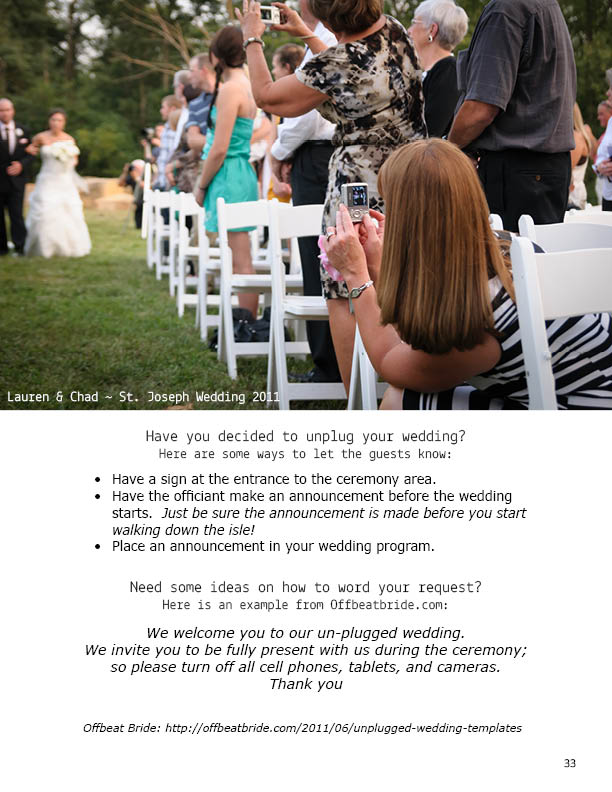 Lauren & Chad ~ St. Joseph Wedding 2011
Have you decided to unplug your wedding?
Here are some ways to let the guests know:
• Have a sign at the entrance to the ceremony area.
• Have the officiant make an announcement before the wedding
starts.  Just be sure the announcement is made before you start
walking down the isle!
• Place an announcement in your wedding program.
Need some ideas on how to word your request?
Here is an example from Offbeatbride.com:
We welcome you to our un-plugged wedding.
We invite you to be fully present with us during the ceremony;
so please turn off all cell phones, tablets, and cameras.
Thank you
Offbeat Bride: http://offbeatbride.com/2011/06/unplugged-wedding-templates
33